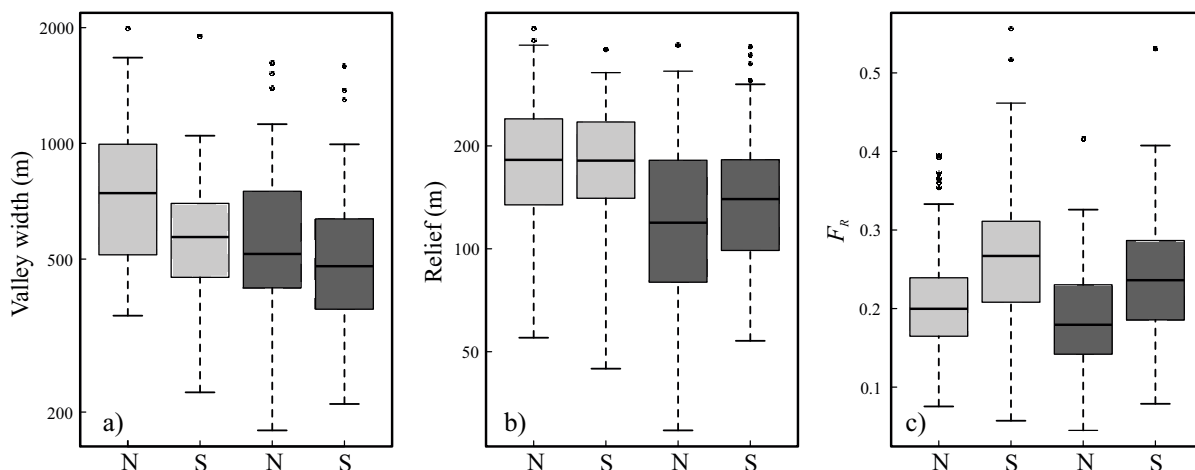 Valley width (m)
2000
1000
500
200
a)
N S N S
Relief (m)
200
100
50
b)
N S N S
F_R
0.5
0.4
0.3
0.2
0.1
c)
N S N S